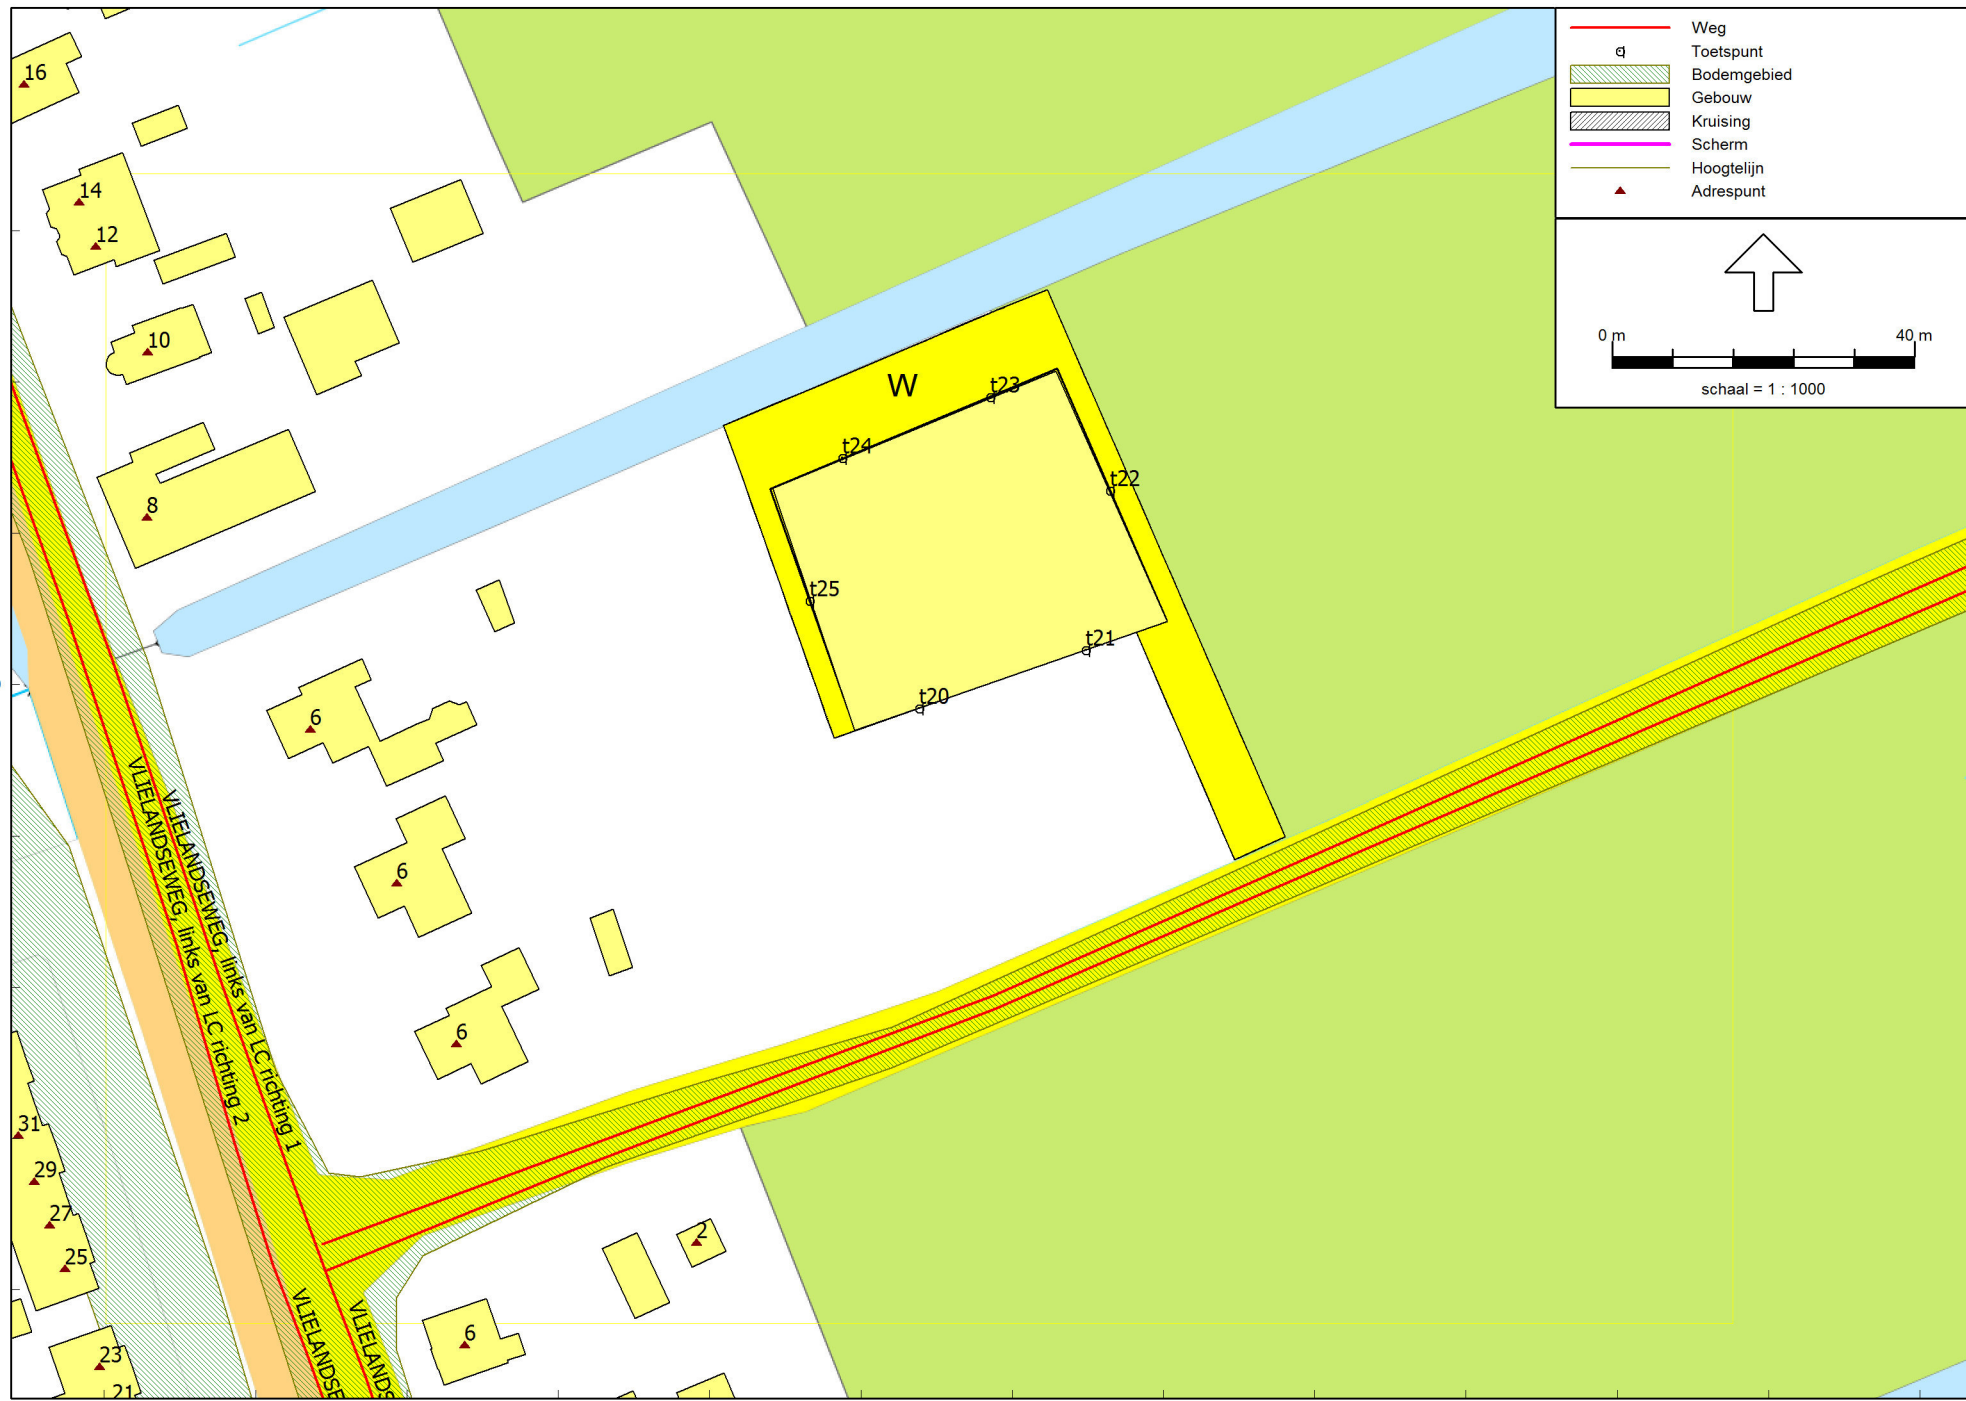 Weg
Toetspunt
Bodemgebied
Gebouw
Kruising
Scherm
Hoogtelijn
Adrespunt
0 m 40 m
schaal = 1 : 1000
16
14
12
10
8
W
t23
t24
t22
t25
t21
t20
6
6
6
VLIELANDSEWEG, links van LC richting 1
VLIELANDSEWEG, links van LC richting 2
31
29
27
25
23
21
2
6
VLIELANDSE
VLIELANDS